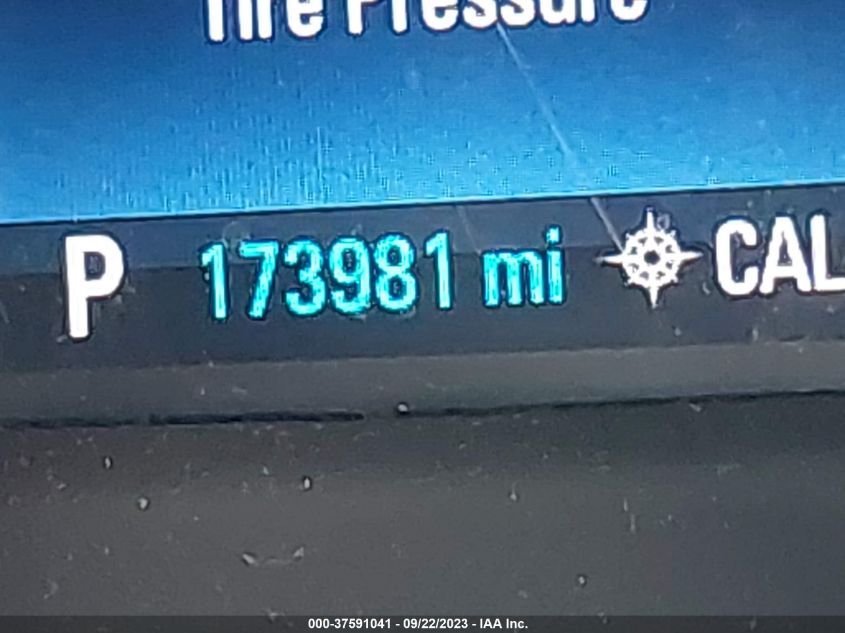 Tire Pressure
P 173981 mi CAL
000-37591041 - 09/22/2023 - IAA Inc.